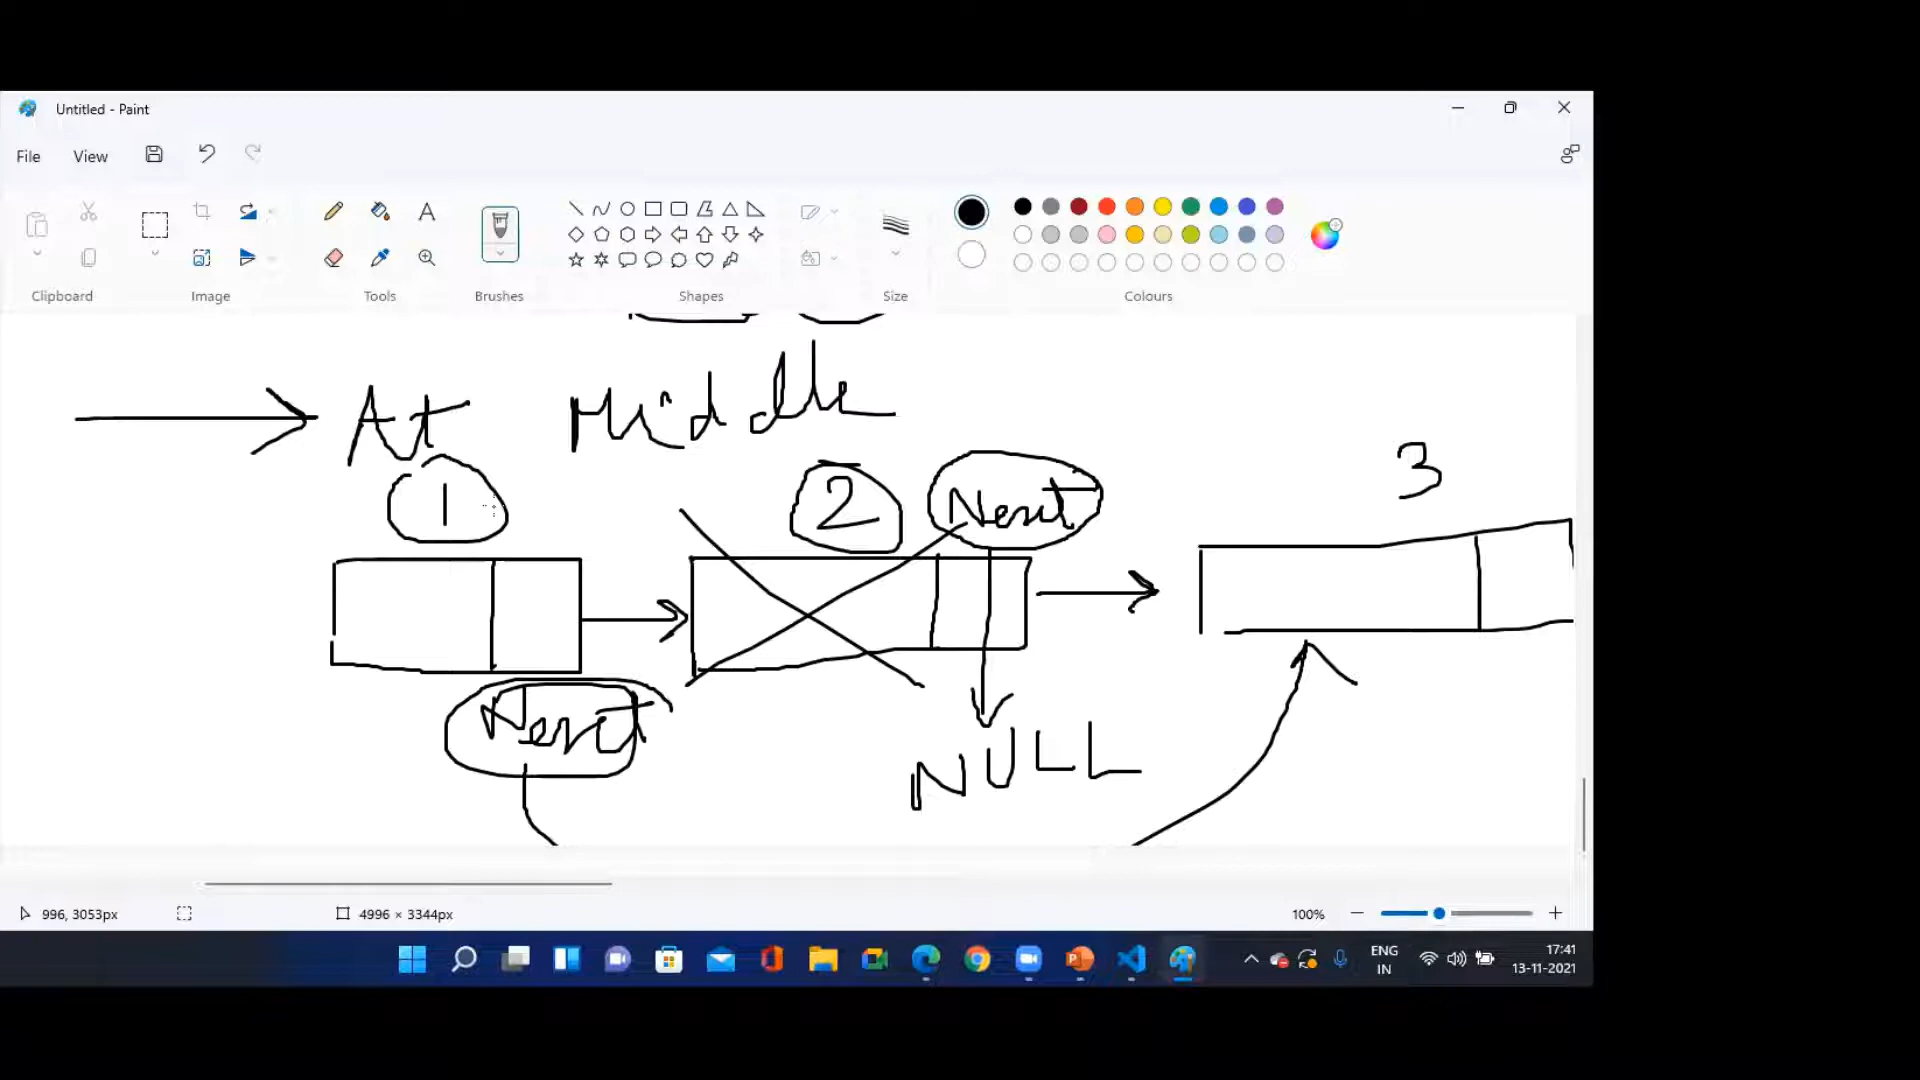 Untitled - Paint
File View
Clipboard Image Tools Brushes Shapes Size Colours
At Middle
1 2 Next 3
Next
NULL
996, 3053px 4996 × 3344px 100%
ENG 17:41
IN 13-11-2021